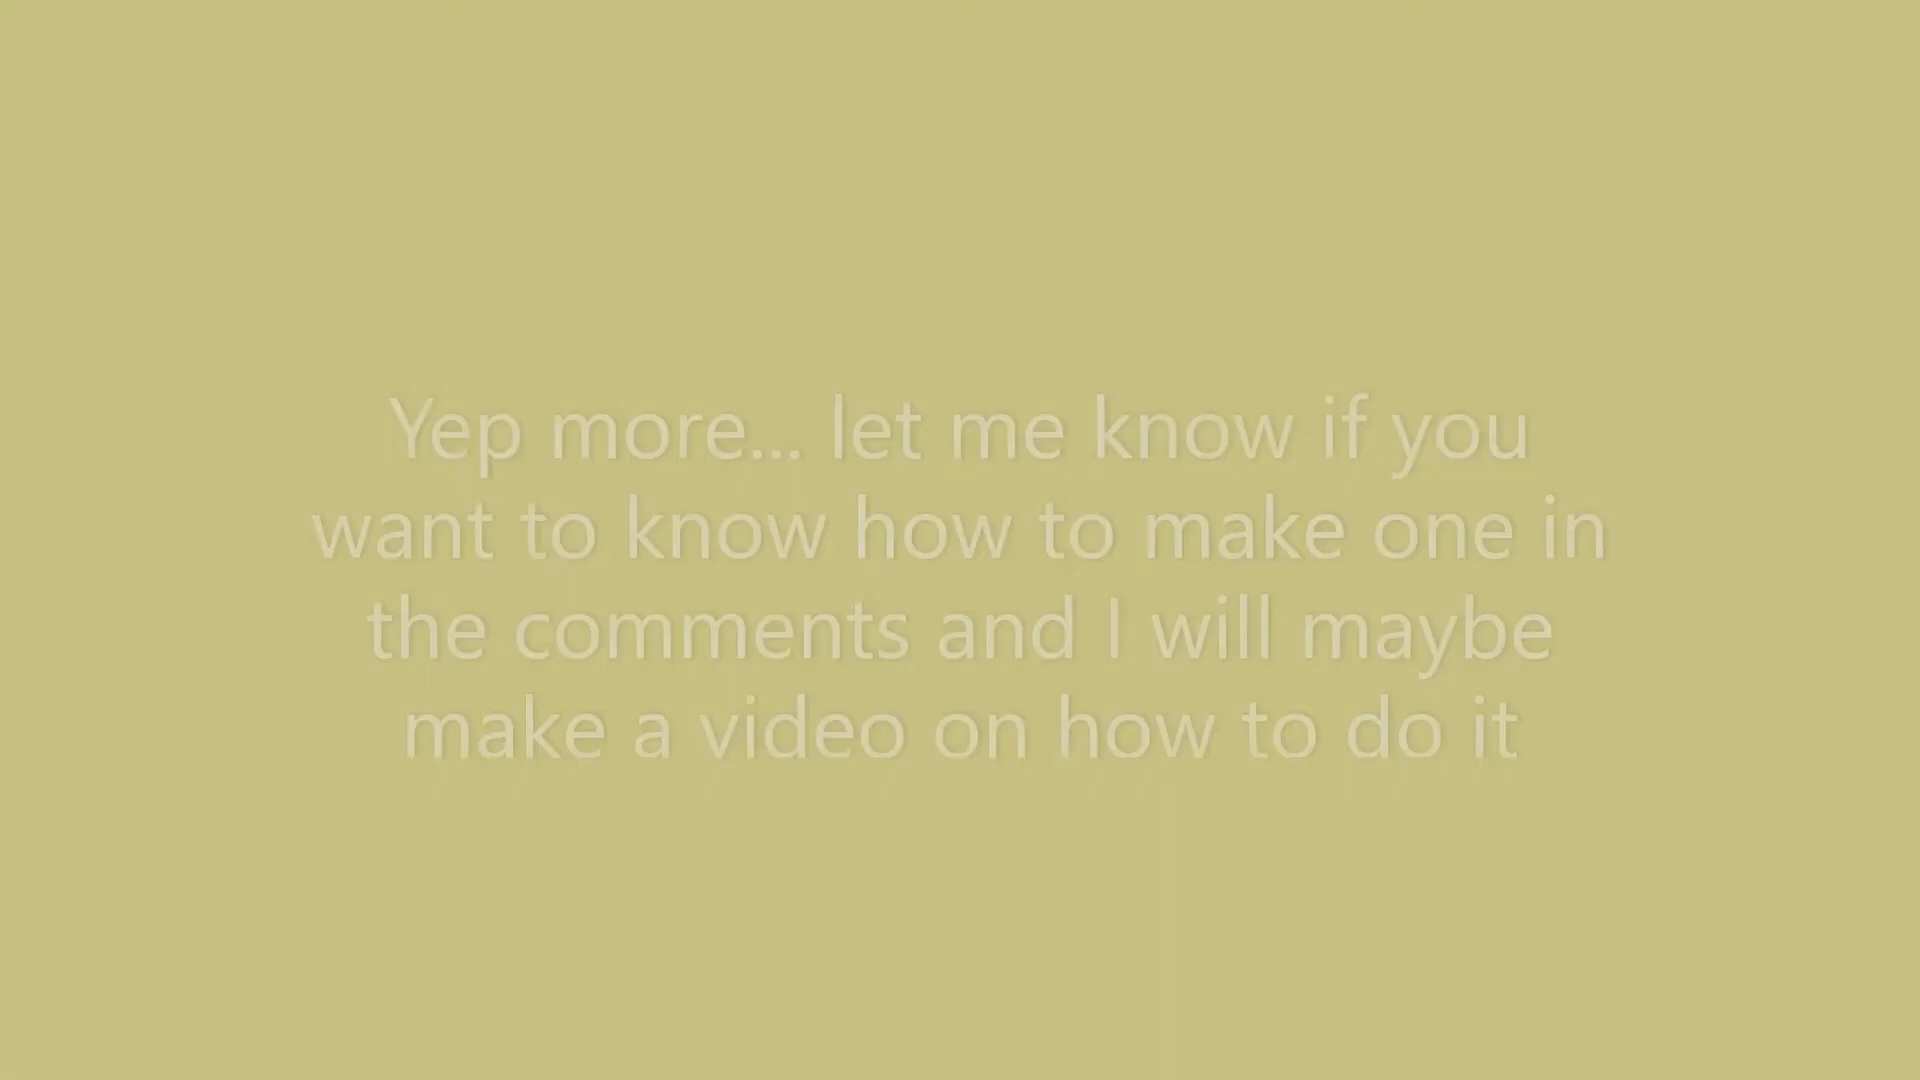 Yep more... let me know if you
want to know how to make one in
the comments and I will maybe
make a video on how to do it